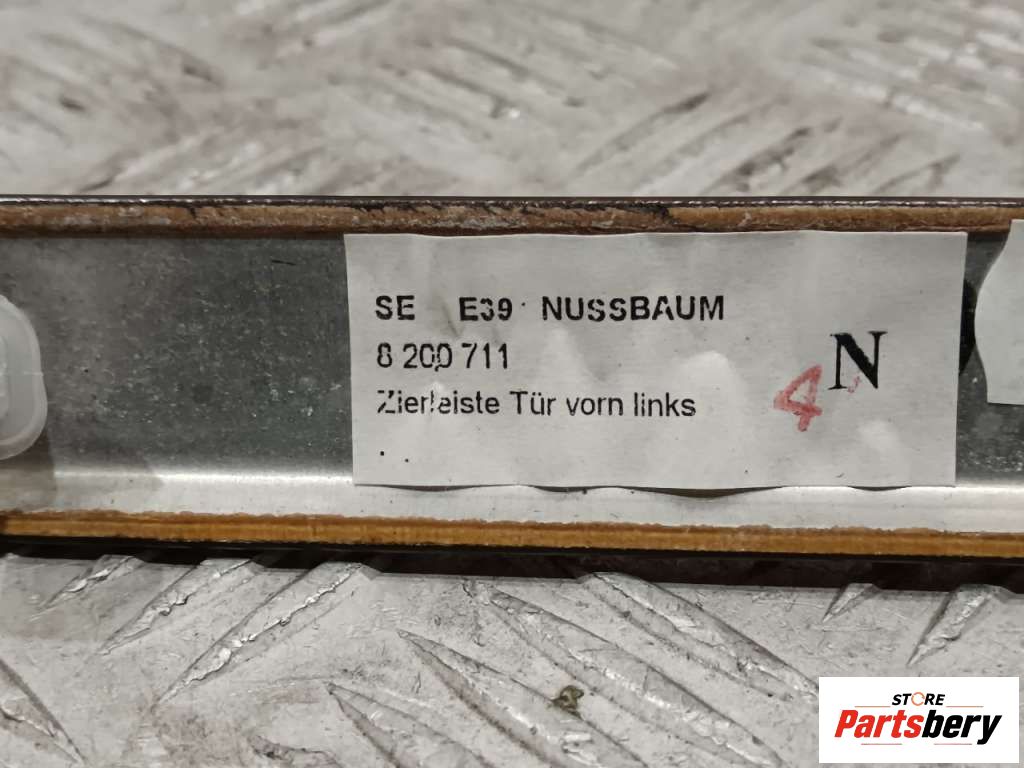 SE E39 NUSSBAUM
8 200 711
Zierleiste Tür vorn links
4 N
STORE
Partsbery